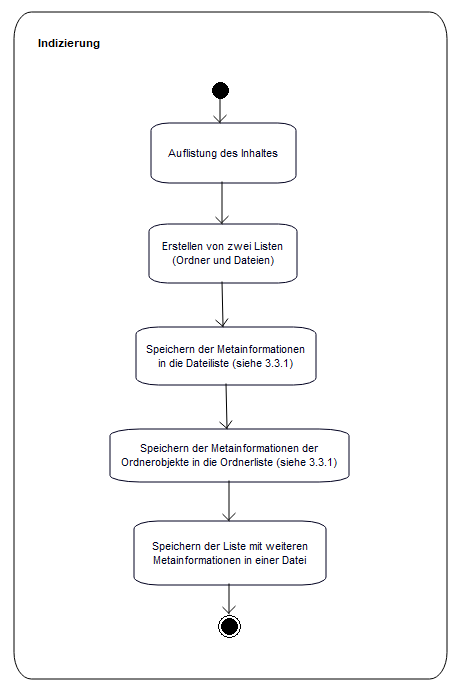 Indizierung
Auflistung des Inhaltes
Erstellen von zwei Listen
(Ordner und Dateien)
Speichern der Metainformationen
in die Dateiliste (siehe 3.3.1)
Speichern der Metainformationen der
Ordnerobjekte in die Ordnerliste (siehe 3.3.1)
Speichern der Liste mit weiteren
Metainformationen in einer Datei